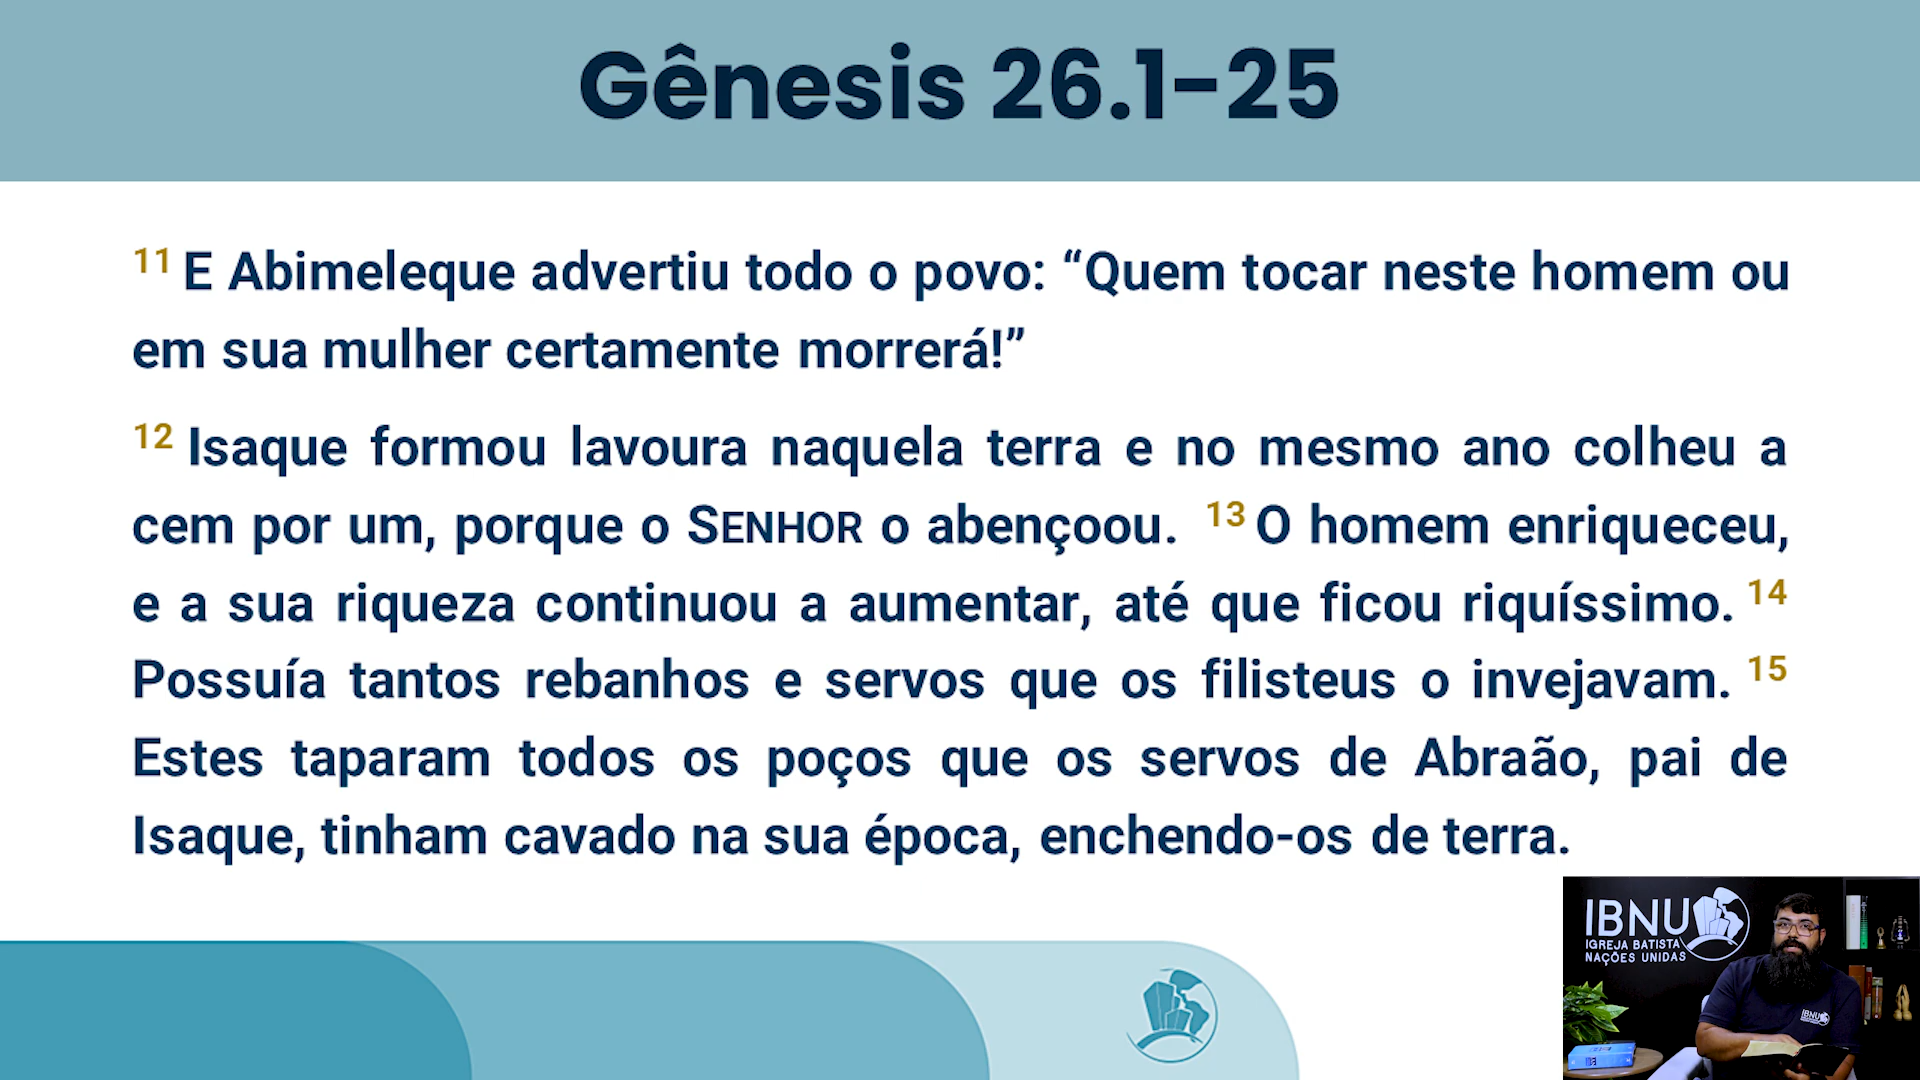 Gênesis 26.1-25
11 E Abimeleque advertiu todo o povo: “Quem tocar neste homem ou
em sua mulher certamente morrerá!”
12 Isaque formou lavoura naquela terra e no mesmo ano colheu a
cem por um, porque o SENHOR o abençoou. 13 O homem enriqueceu,
e a sua riqueza continuou a aumentar, até que ficou riquíssimo. 14
Possuía tantos rebanhos e servos que os filisteus o invejavam. 15
Estes taparam todos os poços que os servos de Abraão, pai de
Isaque, tinham cavado na sua época, enchendo-os de terra.
IBNU
IGREJA BATISTA
NAÇÕES UNIDAS
IBNU